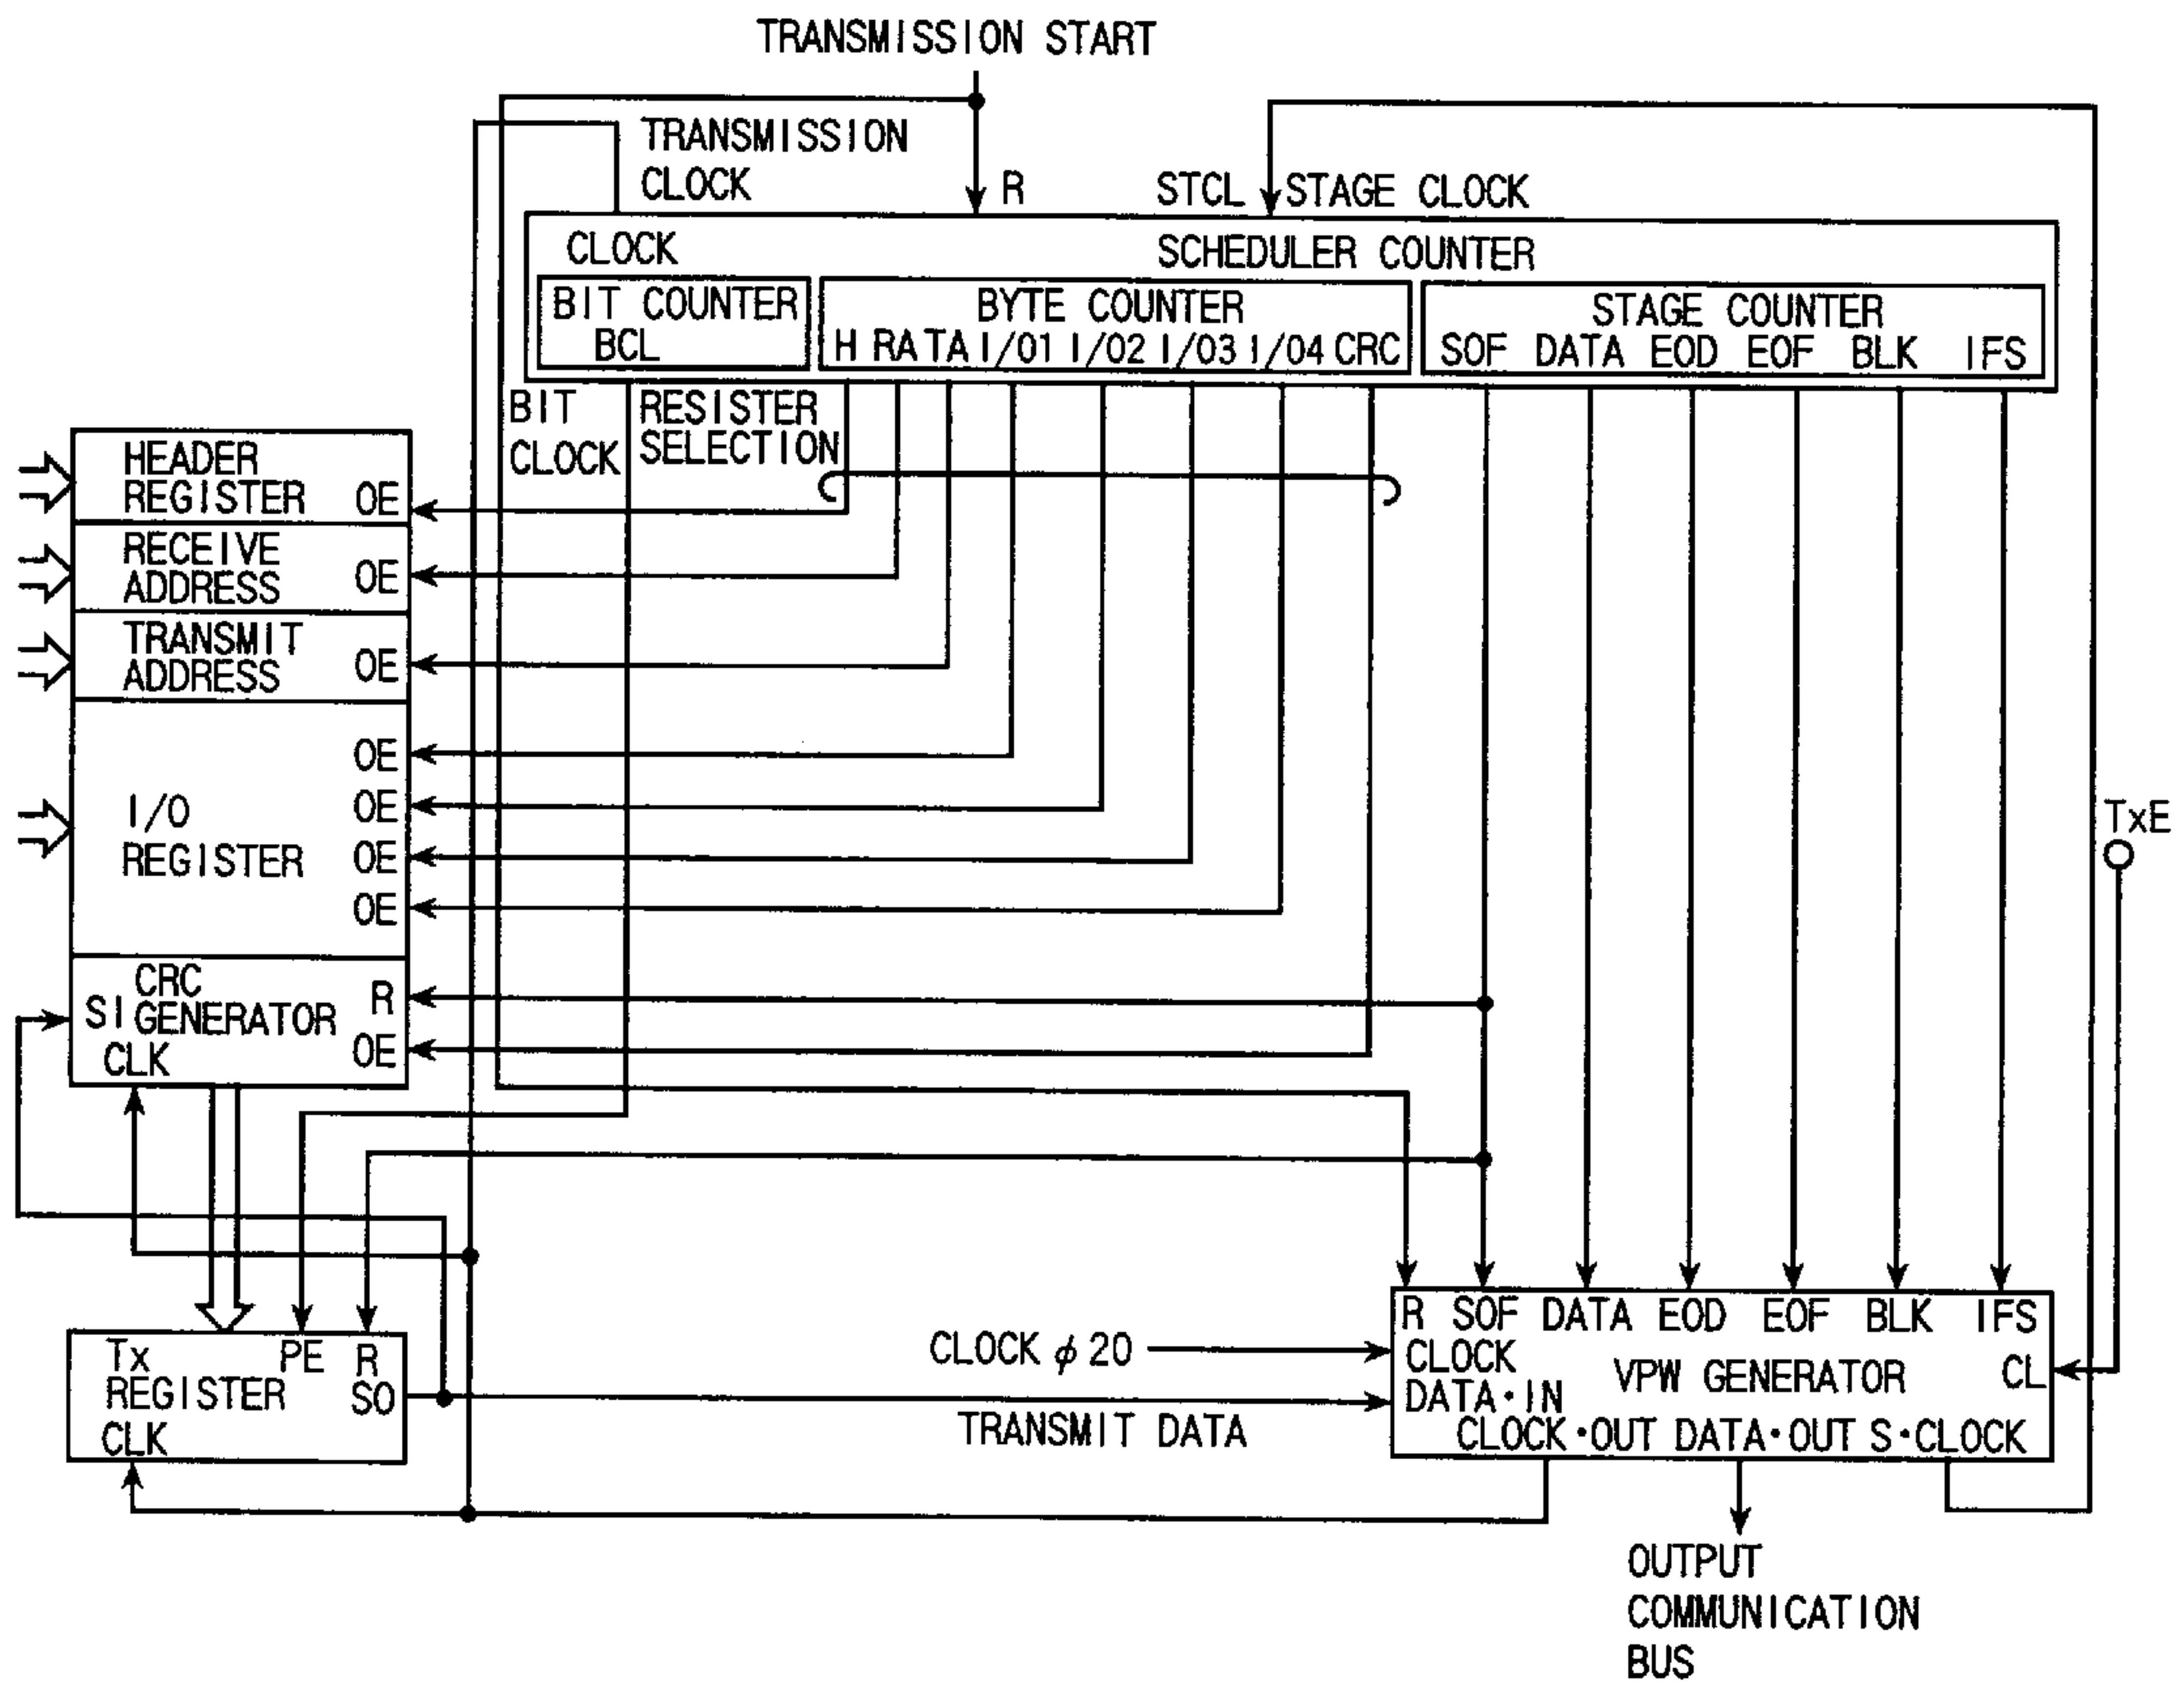 TRANSMISSION START
TRANSMISSION
CLOCK
R
STCL
STAGE CLOCK
CLOCK
SCHEDULER COUNTER
BIT COUNTER
BCL
BYTE COUNTER
H RA TA I/01 I/02 I/03 I/04 CRC
STAGE COUNTER
SOF DATA EOD EOF BLK IFS
BIT
CLOCK
RESISTER
SELECTION
HEADER
REGISTER OE
RECEIVE
ADDRESS OE
TRANSMIT
ADDRESS OE
OE
I/O OE
REGISTER OE
OE
CRC
SI GENERATOR R
CLK OE
TxE
Tx PE R
REGISTER SO
CLK
CLOCK φ 20
TRANSMIT DATA
R SOF DATA EOD EOF BLK IFS
CLOCK VPW GENERATOR CL
DATA·IN
CLOCK·OUT DATA·OUT S·CLOCK
OUTPUT
COMMUNICATION
BUS